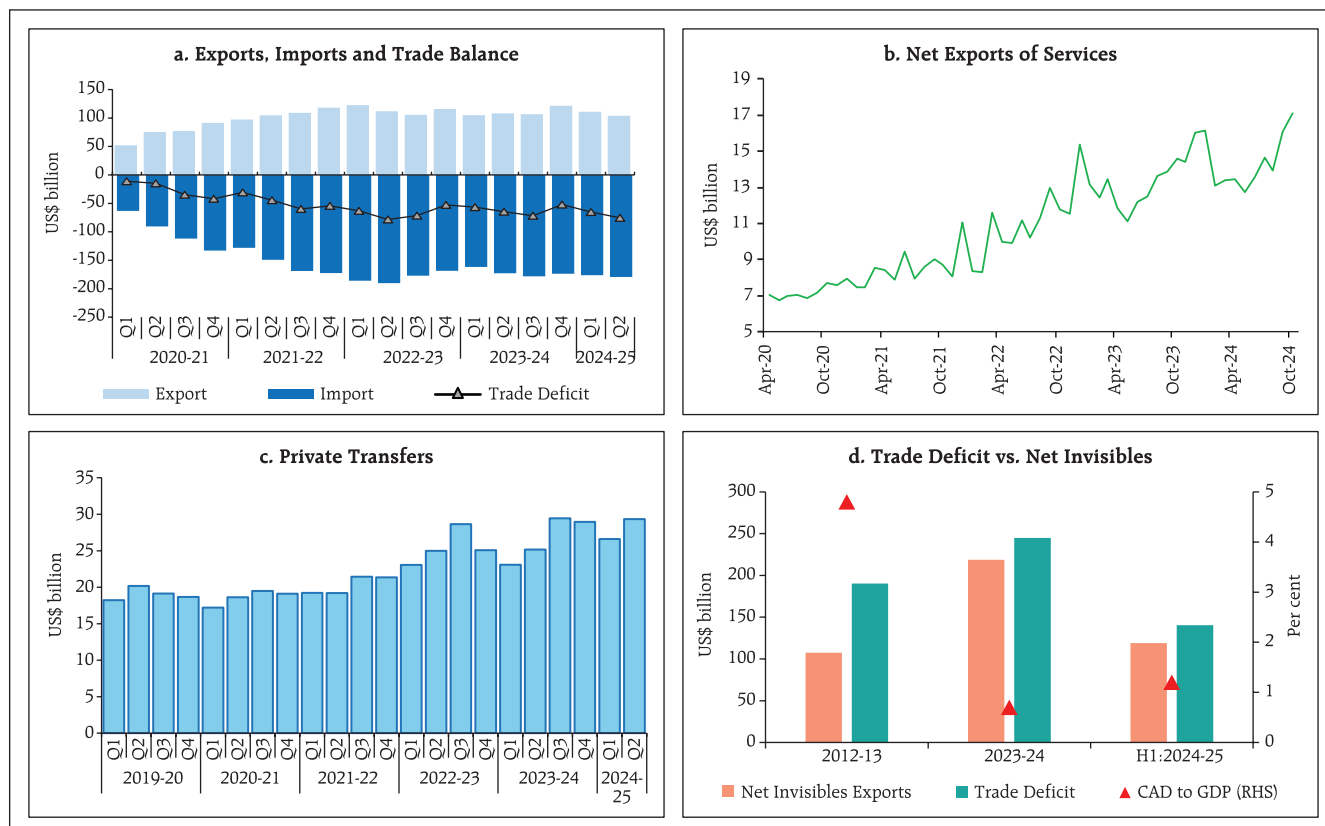 a. Exports, Imports and Trade Balance
US$ billion
150
100
50
0
-50
-100
-150
-200
-250
Q1 Q2 Q3 Q4 Q1 Q2 Q3 Q4 Q1 Q2 Q3 Q4 Q1 Q2 Q3 Q4 Q1 Q2
2020-21 2021-22 2022-23 2023-24 2024-25
Export Import Trade Deficit
b. Net Exports of Services
US$ billion
19
17
15
13
11
9
7
5
Apr-20 Oct-20 Apr-21 Oct-21 Apr-22 Oct-22 Apr-23 Oct-23 Apr-24 Oct-24
c. Private Transfers
US$ billion
35
30
25
20
15
10
5
0
Q1 Q2 Q3 Q4 Q1 Q2 Q3 Q4 Q1 Q2 Q3 Q4 Q1 Q2 Q3 Q4 Q1 Q2 Q3 Q4 Q1 Q2
2019-20 2020-21 2021-22 2022-23 2023-24 2024-
25
d. Trade Deficit vs. Net Invisibles
US$ billion
300
250
200
150
100
50
0
5
4
3
2
1
0
Per cent
2012-13 2023-24 H1:2024-25
Net Invisibles Exports Trade Deficit CAD to GDP (RHS)